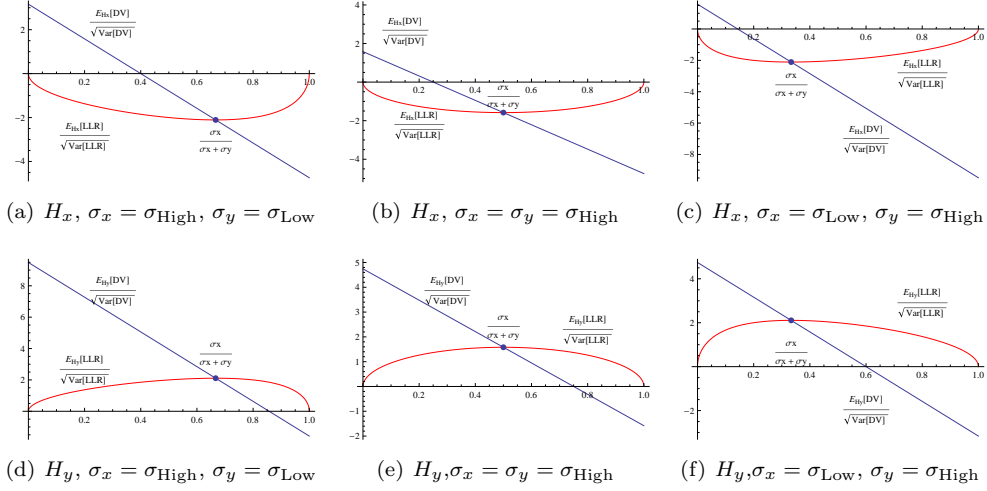 E_Hx[DV]
√Var[DV]
2
0.2 0.4 0.6 0.8 1.0
E_Hx[LLR]
√Var[LLR]
σx
σx + σy
-2
-4
(a) H_x, σ_x = σ_High, σ_y = σ_Low
E_Hx[DV]
√Var[DV]
4
2
0.2 0.4 0.6 0.8 1.0
σx
σx + σy
E_Hx[LLR]
√Var[LLR]
-2
-4
(b) H_x, σ_x = σ_y = σ_High
0.2 0.4 0.6 0.8 1.0
-2
σx
σx + σy
E_Hx[LLR]
√Var[LLR]
-4
-6
E_Hx[DV]
√Var[DV]
-8
(c) H_x, σ_x = σ_Low, σ_y = σ_High
8
E_Hy[DV]
√Var[DV]
6
4
E_Hy[LLR]
√Var[LLR]
σx
σx + σy
2
0.2 0.4 0.6 0.8 1.0
(d) H_y, σ_x = σ_High, σ_y = σ_Low
5
4
E_Hy[DV]
√Var[DV]
3
2
σx
σx + σy
E_Hy[LLR]
√Var[LLR]
1
0.2 0.4 0.6 0.8 1.0
-1
-2
(e) H_y,σ_x = σ_y = σ_High
4
E_Hy[LLR]
√Var[LLR]
2
σx
σx + σy
0.2 0.4 0.6 0.8 1.0
E_Hy[DV]
√Var[DV]
-2
(f) H_y,σ_x = σ_Low, σ_y = σ_High